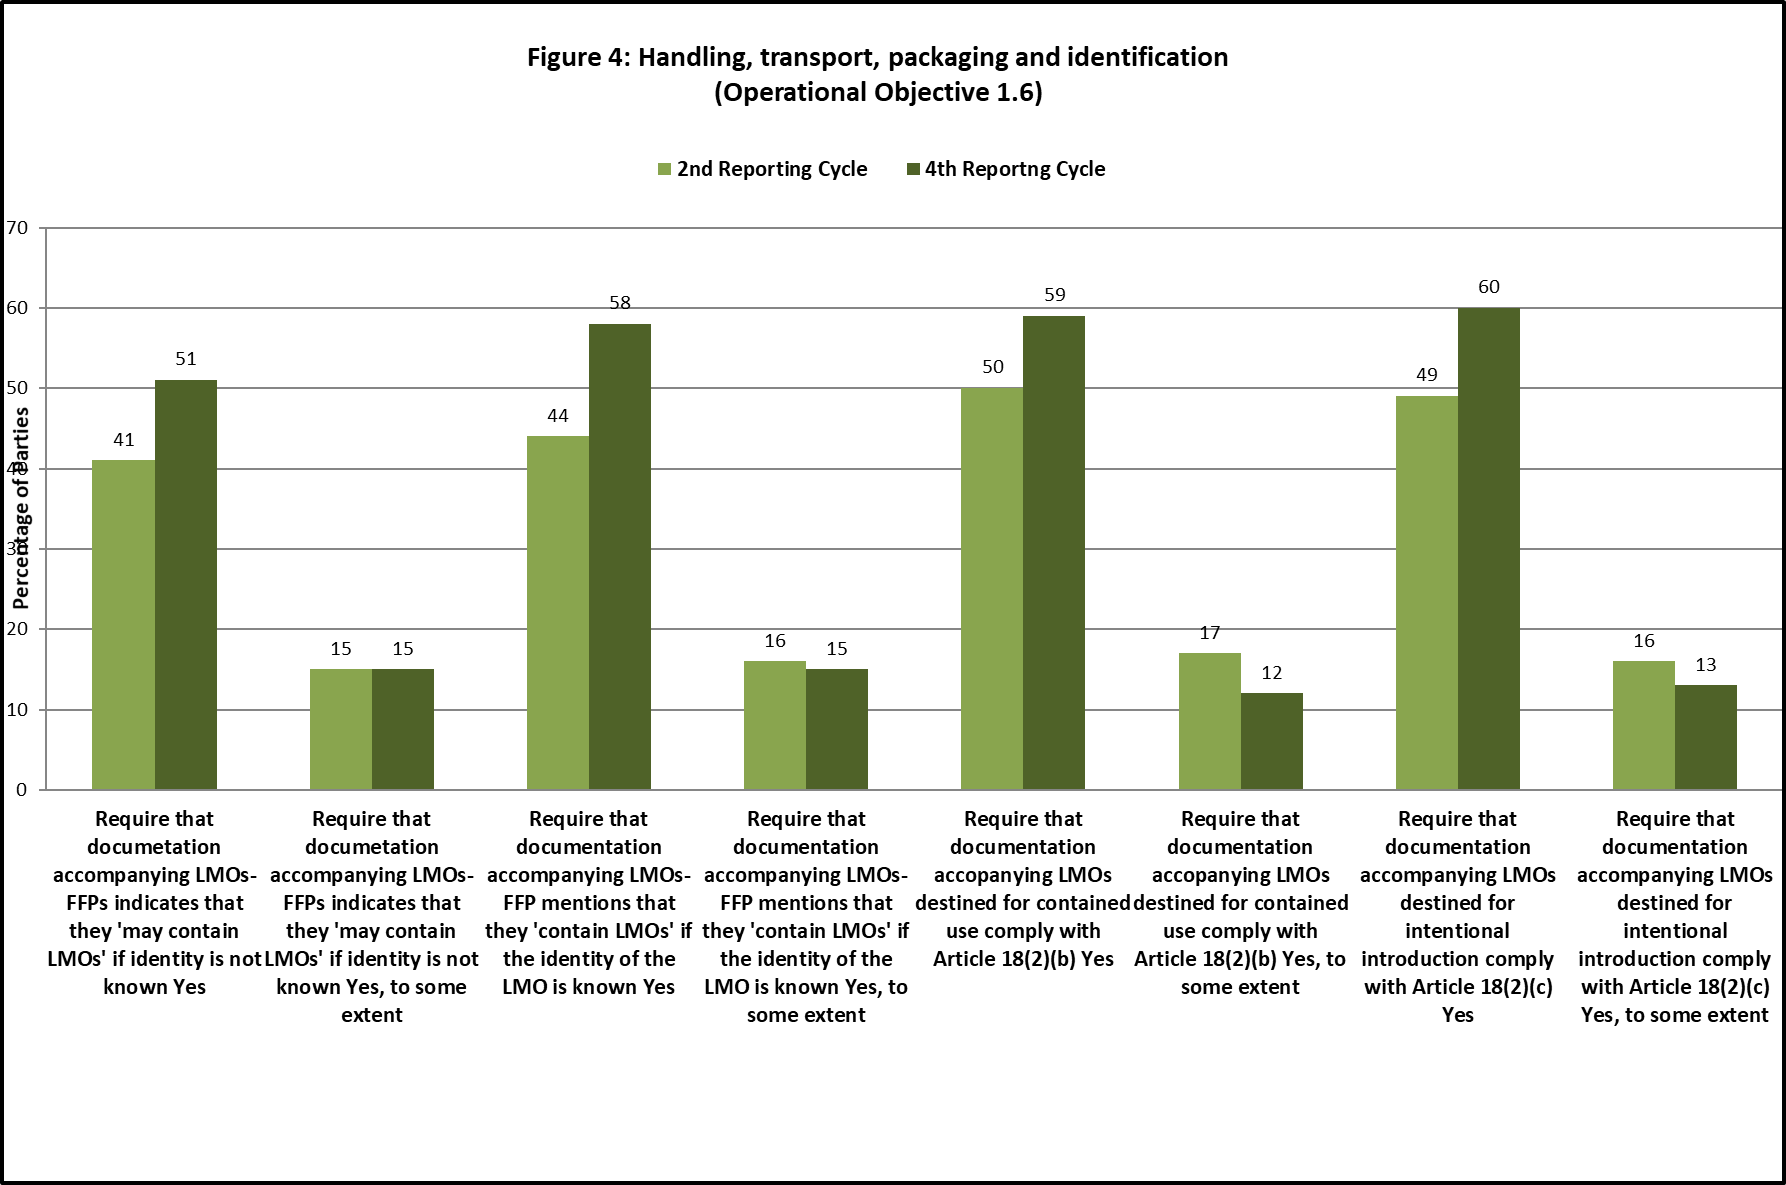 Figure 4: Handling, transport, packaging and identification
(Operational Objective 1.6)
2nd Reporting Cycle
4th Reportng Cycle
Percentage of Parties
70
60
50
40
30
20
10
0
41
51
15
15
44
58
16
15
50
59
17
12
49
60
16
13
Require that
documetation
accompanying LMOs-
FFPs indicates that
they 'may contain
LMOs' if identity is not
known Yes
Require that
documetation
accompanying LMOs-
FFPs indicates that
they 'may contain
LMOs' if identity is not
known Yes, to some
extent
Require that
documentation
accompanying LMOs-
FFP mentions that
they 'contain LMOs' if
the identity of the
LMO is known Yes
Require that
documentation
accompanying LMOs-
FFP mentions that
they 'contain LMOs' if
the identity of the
LMO is known Yes, to
some extent
Require that
documentation
accopanying LMOs
destined for contained
use comply with
Article 18(2)(b) Yes
Require that
documentation
accopanying LMOs
destined for contained
use comply with
Article 18(2)(b) Yes, to
some extent
Require that
documentation
accompanying LMOs
destined for
intentional
introduction comply
with Article 18(2)(c)
Yes
Require that
documentation
accompanying LMOs
destined for
intentional
introduction comply
with Article 18(2)(c)
Yes, to some extent